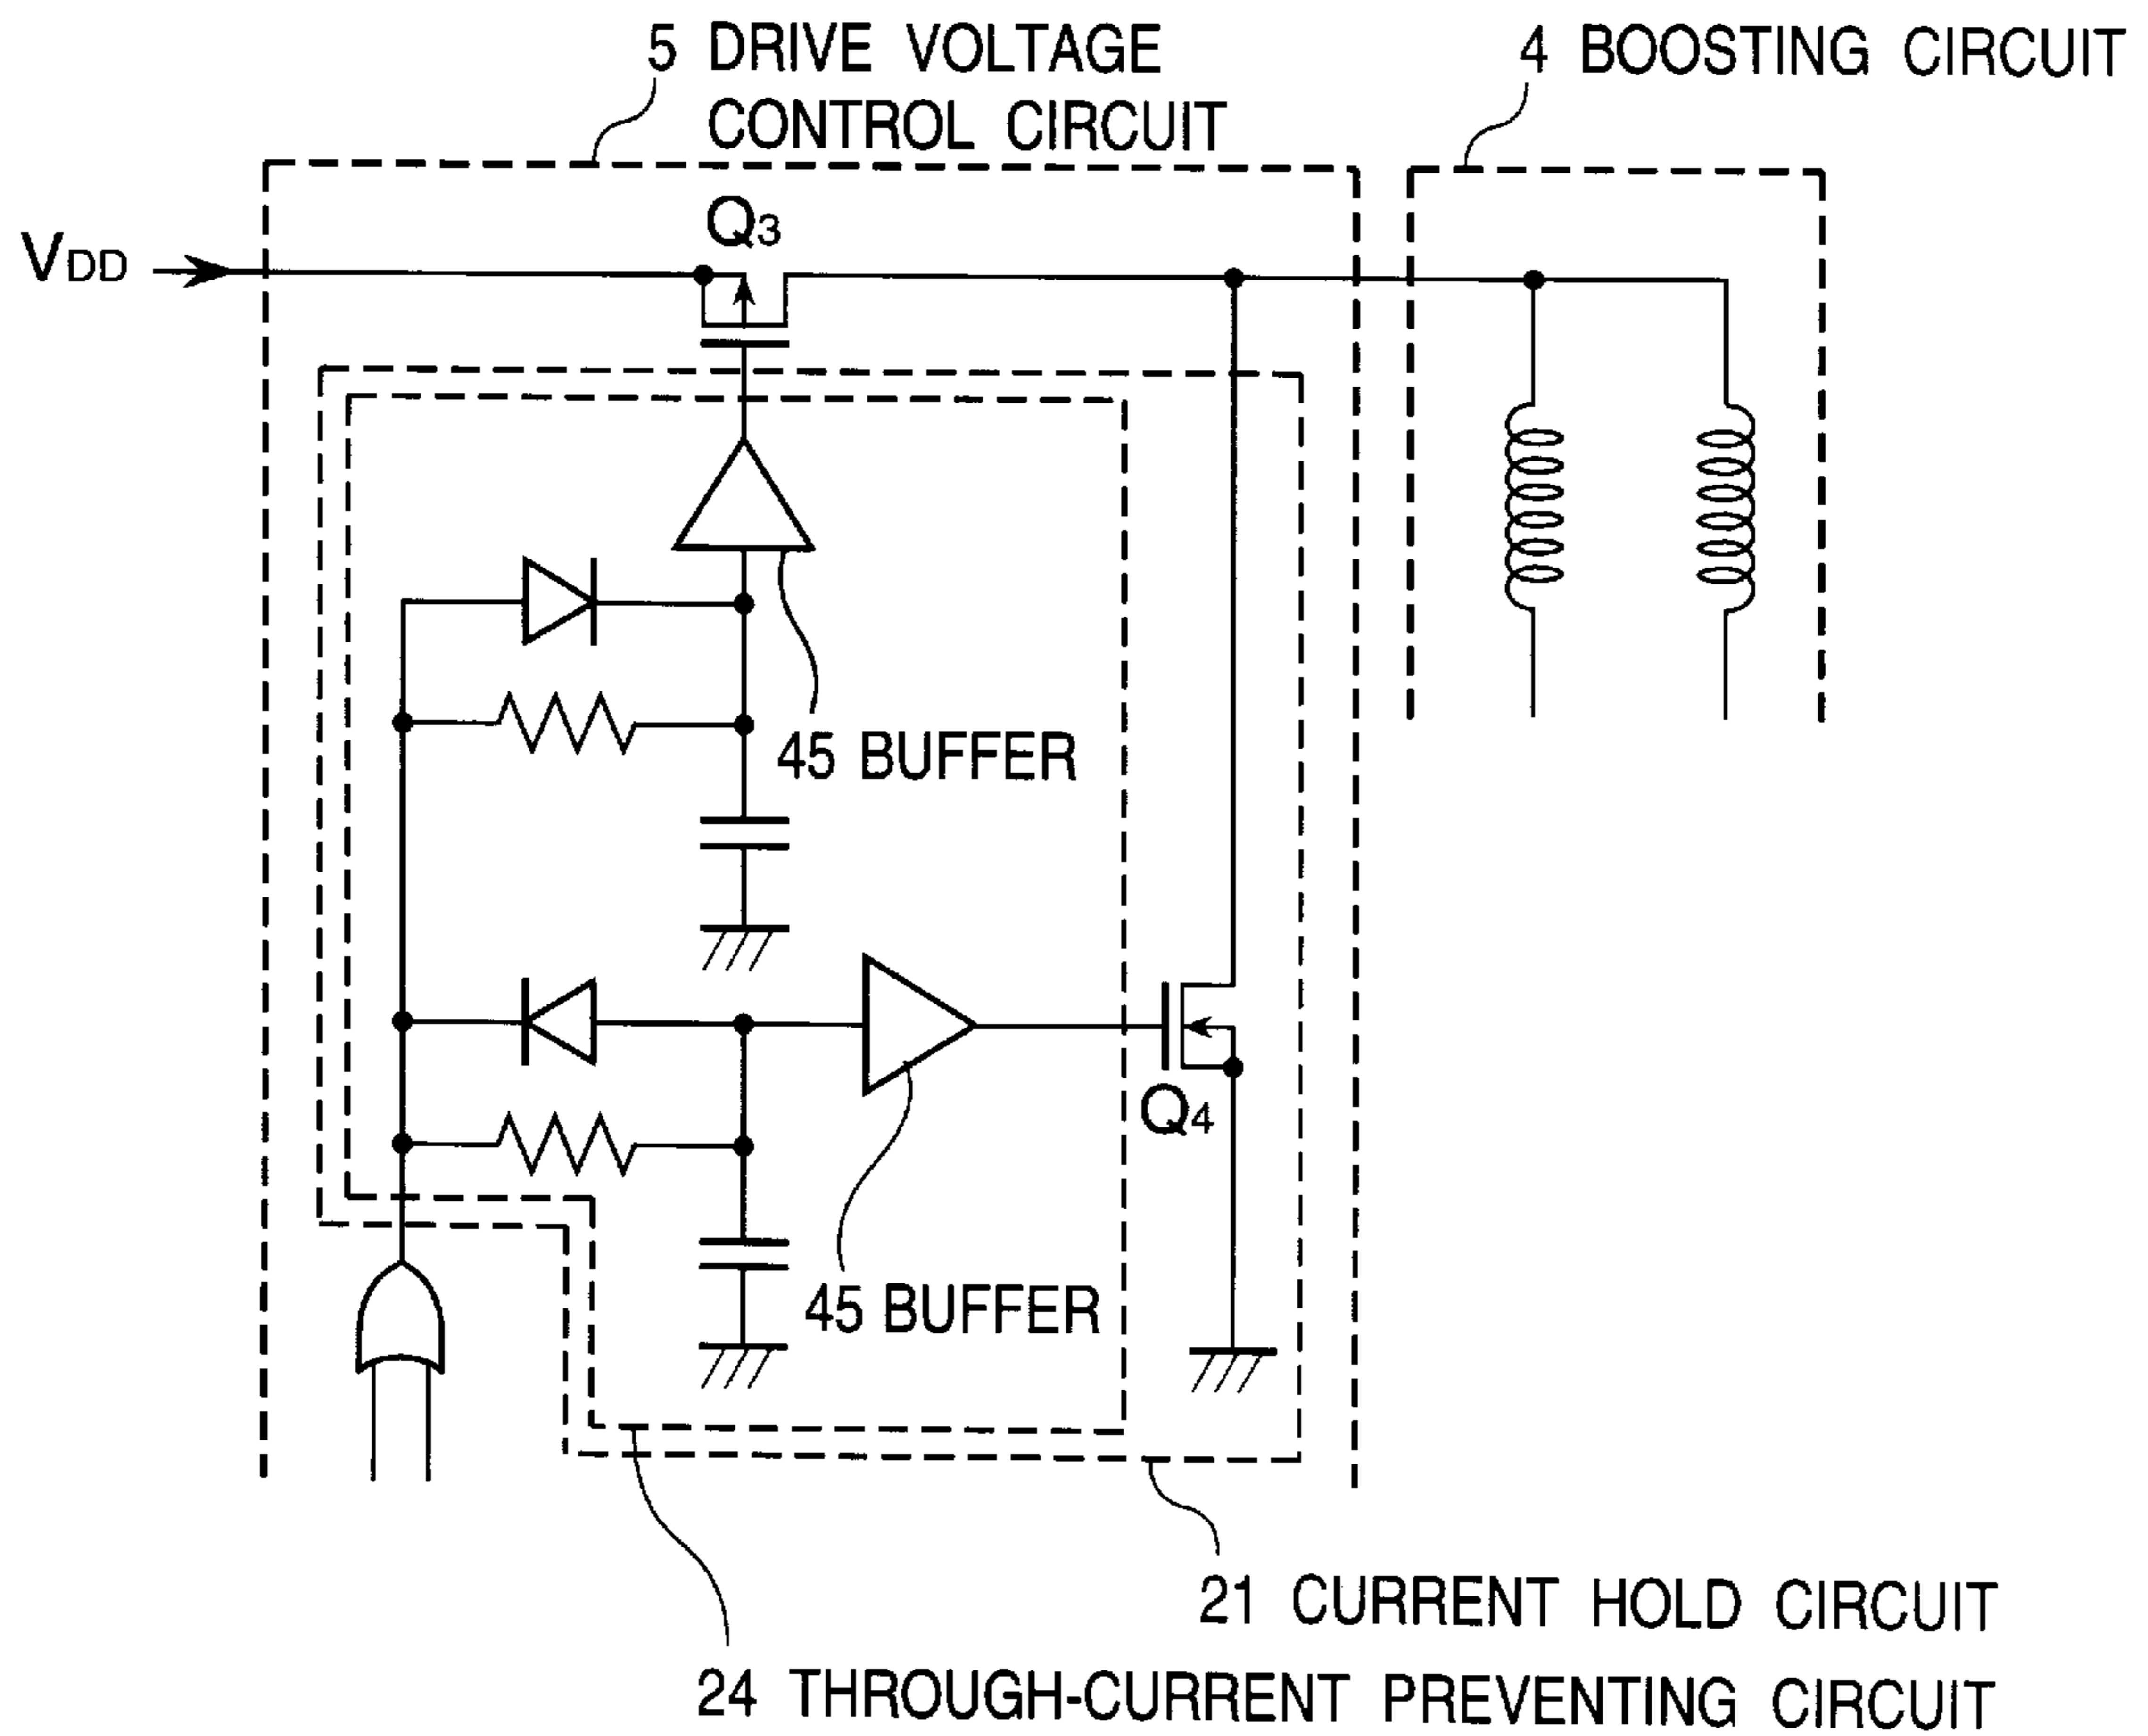 5 DRIVE VOLTAGE
CONTROL CIRCUIT
4 BOOSTING CIRCUIT
Q3
VDD
45 BUFFER
Q4
45 BUFFER
21 CURRENT HOLD CIRCUIT
24 THROUGH-CURRENT PREVENTING CIRCUIT